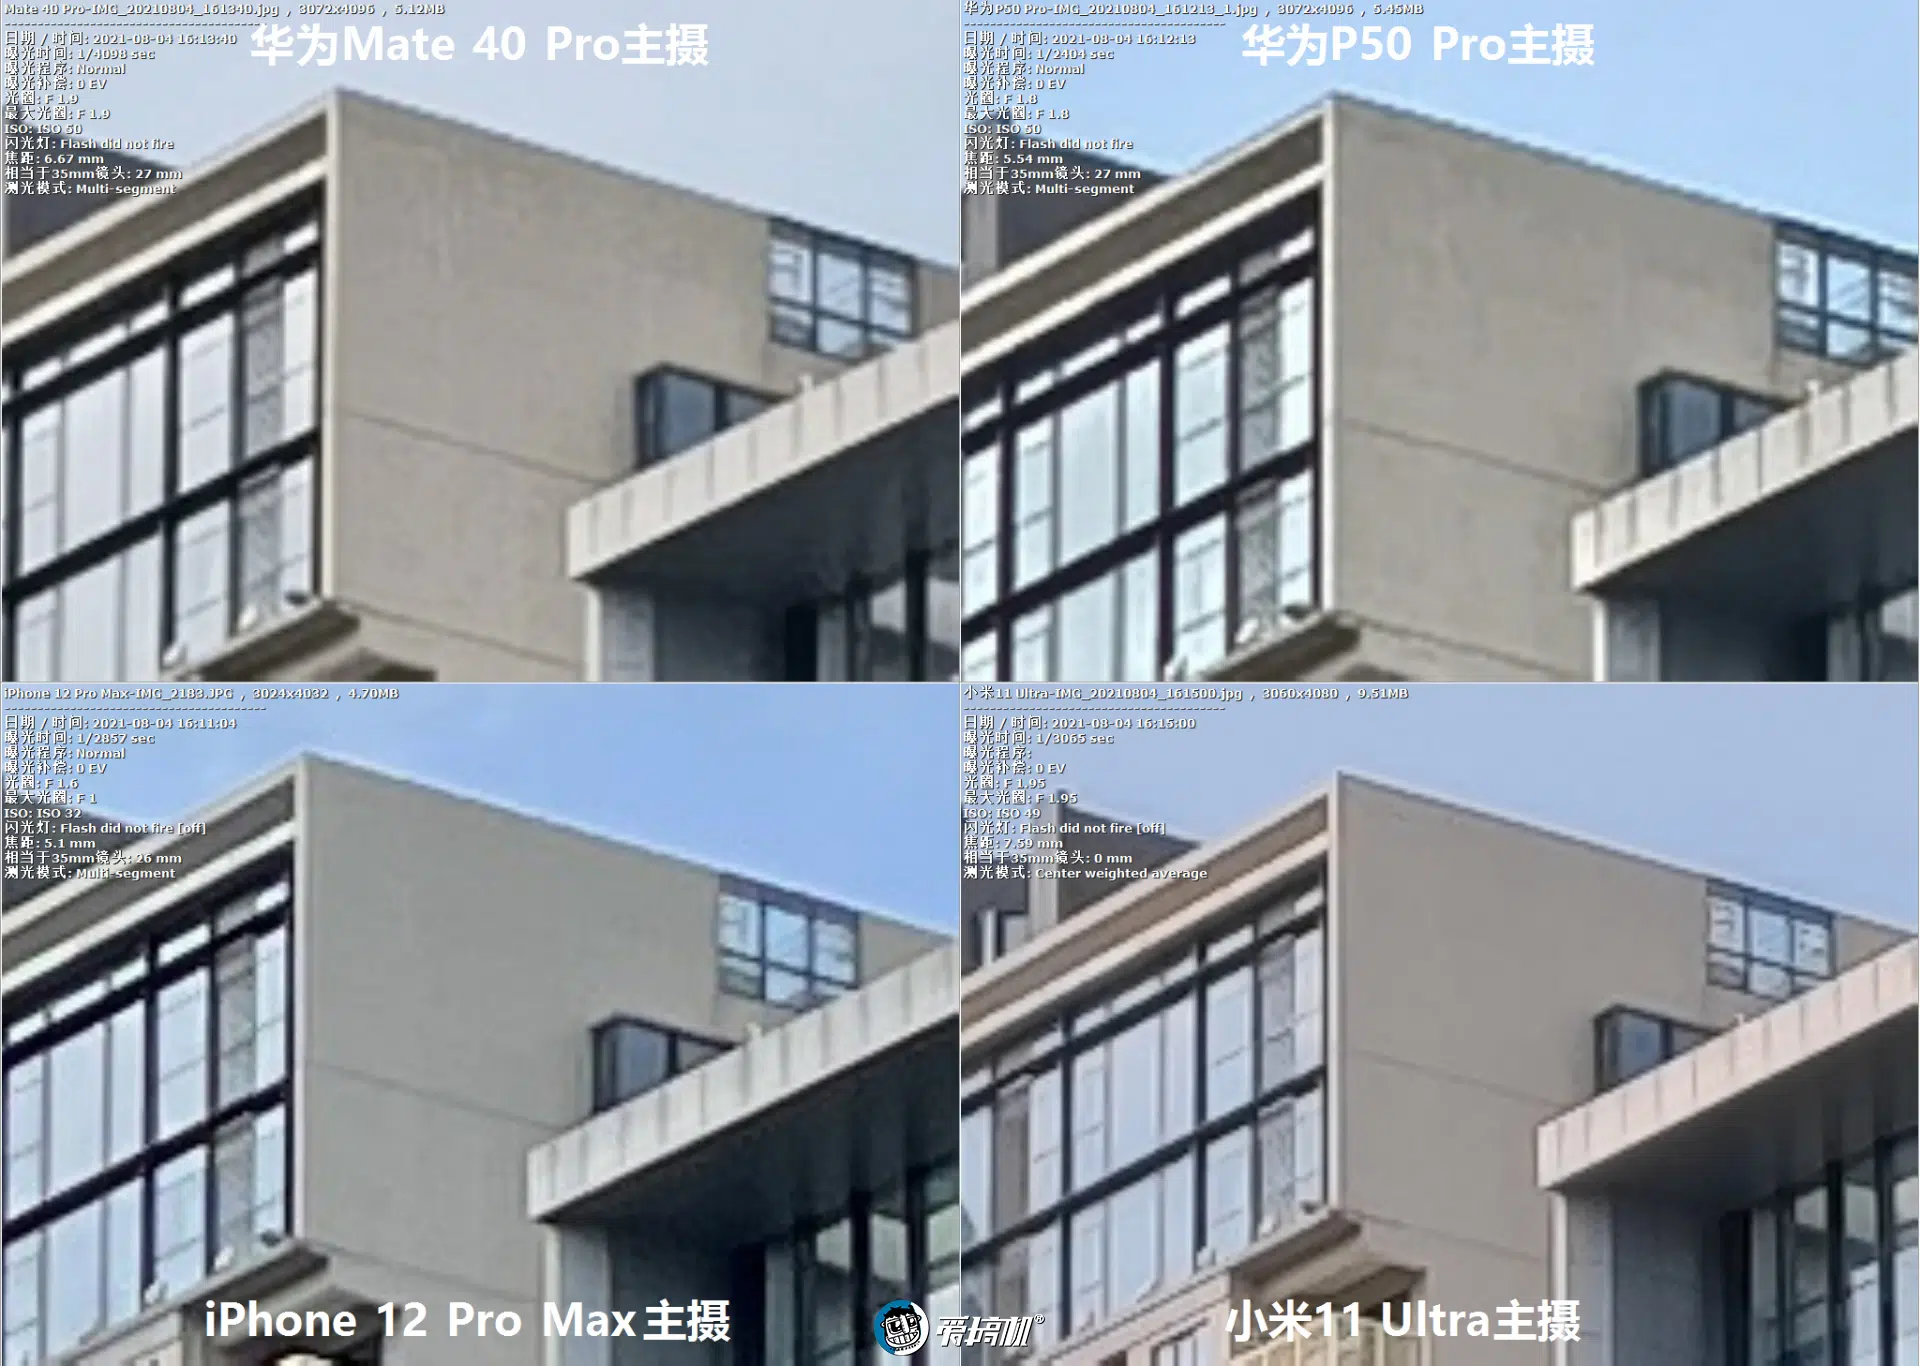 Mate 40 Pro-IMG_20210804_161340.jpg , 3072x4096 , 5.12MB
日期 / 时间: 2021-08-04 16:13:40
曝光时间: 1/4098 sec
曝光程序: Normal
曝光补偿: 0 EV
光圈: F 1.9
最大光圈: F 1.9
ISO: ISO 50
闪光灯: Flash did not fire
焦距: 6.67 mm
相当于35mm镜头: 27 mm
测光模式: Multi-segment
华为Mate 40 Pro主摄
华为P50 Pro-IMG_20210804_161213_1.jpg , 3072x4096 , 5.45MB
日期 / 时间: 2021-08-04 16:12:13
曝光时间: 1/2404 sec
曝光程序: Normal
曝光补偿: 0 EV
光圈: F 1.8
最大光圈: F 1.8
ISO: ISO 50
闪光灯: Flash did not fire
焦距: 5.54 mm
相当于35mm镜头: 27 mm
测光模式: Multi-segment
华为P50 Pro主摄
iPhone 12 Pro Max-IMG_2183.JPG , 3024x4032 , 4.70MB
日期 / 时间: 2021-08-04 16:11:04
曝光时间: 1/2857 sec
曝光程序: Normal
曝光补偿: 0 EV
光圈: F 1.6
最大光圈: F 1
ISO: ISO 32
闪光灯: Flash did not fire [off]
焦距: 5.1 mm
相当于35mm镜头: 26 mm
测光模式: Multi-segment
iPhone 12 Pro Max主摄
小米11 Ultra-IMG_20210804_161500.jpg , 3060x4080 , 9.51MB
日期 / 时间: 2021-08-04 16:15:00
曝光时间: 1/3065 sec
曝光程序:
曝光补偿: 0 EV
光圈: F 1.95
最大光圈: F 1.95
ISO: ISO 49
闪光灯: Flash did not fire [off]
焦距: 7.59 mm
相当于35mm镜头: 0 mm
测光模式: Center weighted average
小米11 Ultra主摄
爱搞机®